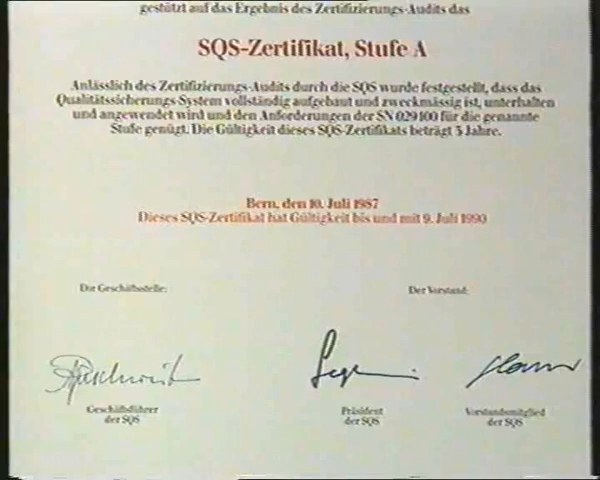 gestützt auf das Ergebnis des Zertifizierungs-Audits das
SQS-Zertifikat, Stufe A
Anlässlich des Zertifizierungs-Audits durch die SQS wurde festgestellt, dass das
Qualitätssicherungs-System vollständig aufgebaut und zweckmässig ist, unterhalten
und angewendet wird und den Anforderungen der SN 029100 für die genannte
Stufe genügt. Die Gültigkeit dieses SQS-Zertifikats beträgt 3 Jahre.
Bern, den 10. Juli 1987
Dieses SQS-Zertifikat hat Gültigkeit bis und mit 9. Juli 1990
Die Geschäftsstelle: Der Vorstand:
Geschäftsführer Präsident Vorstandsmitglied
der SQS der SQS der SQS